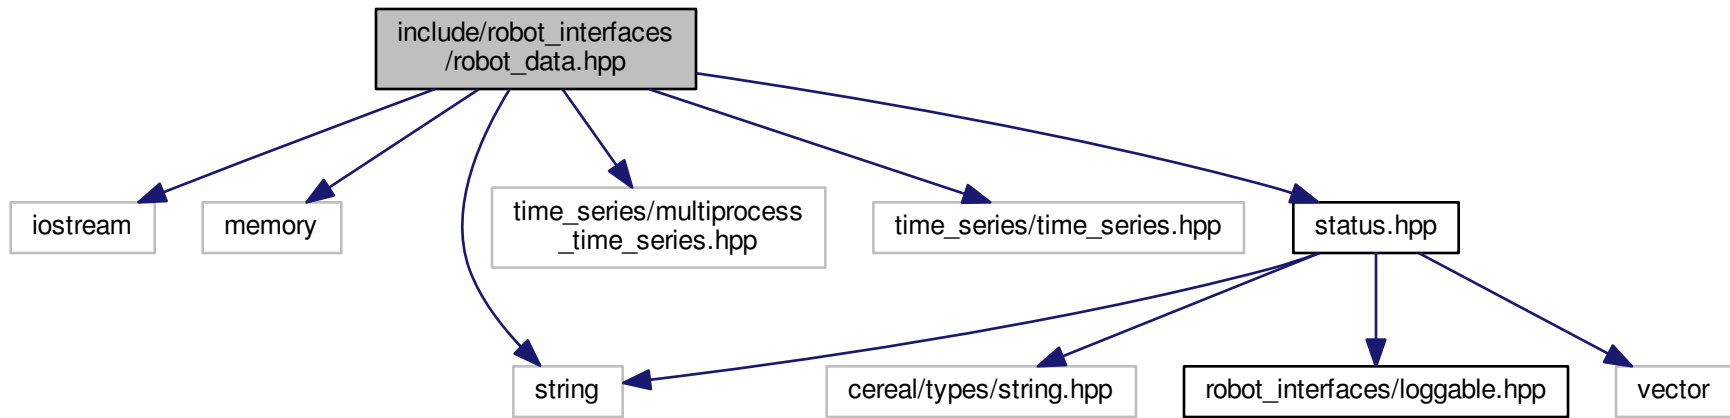 include/robot_interfaces
/robot_data.hpp
iostream
memory
time_series/multiprocess
_time_series.hpp
time_series/time_series.hpp
status.hpp
string
cereal/types/string.hpp
robot_interfaces/loggable.hpp
vector